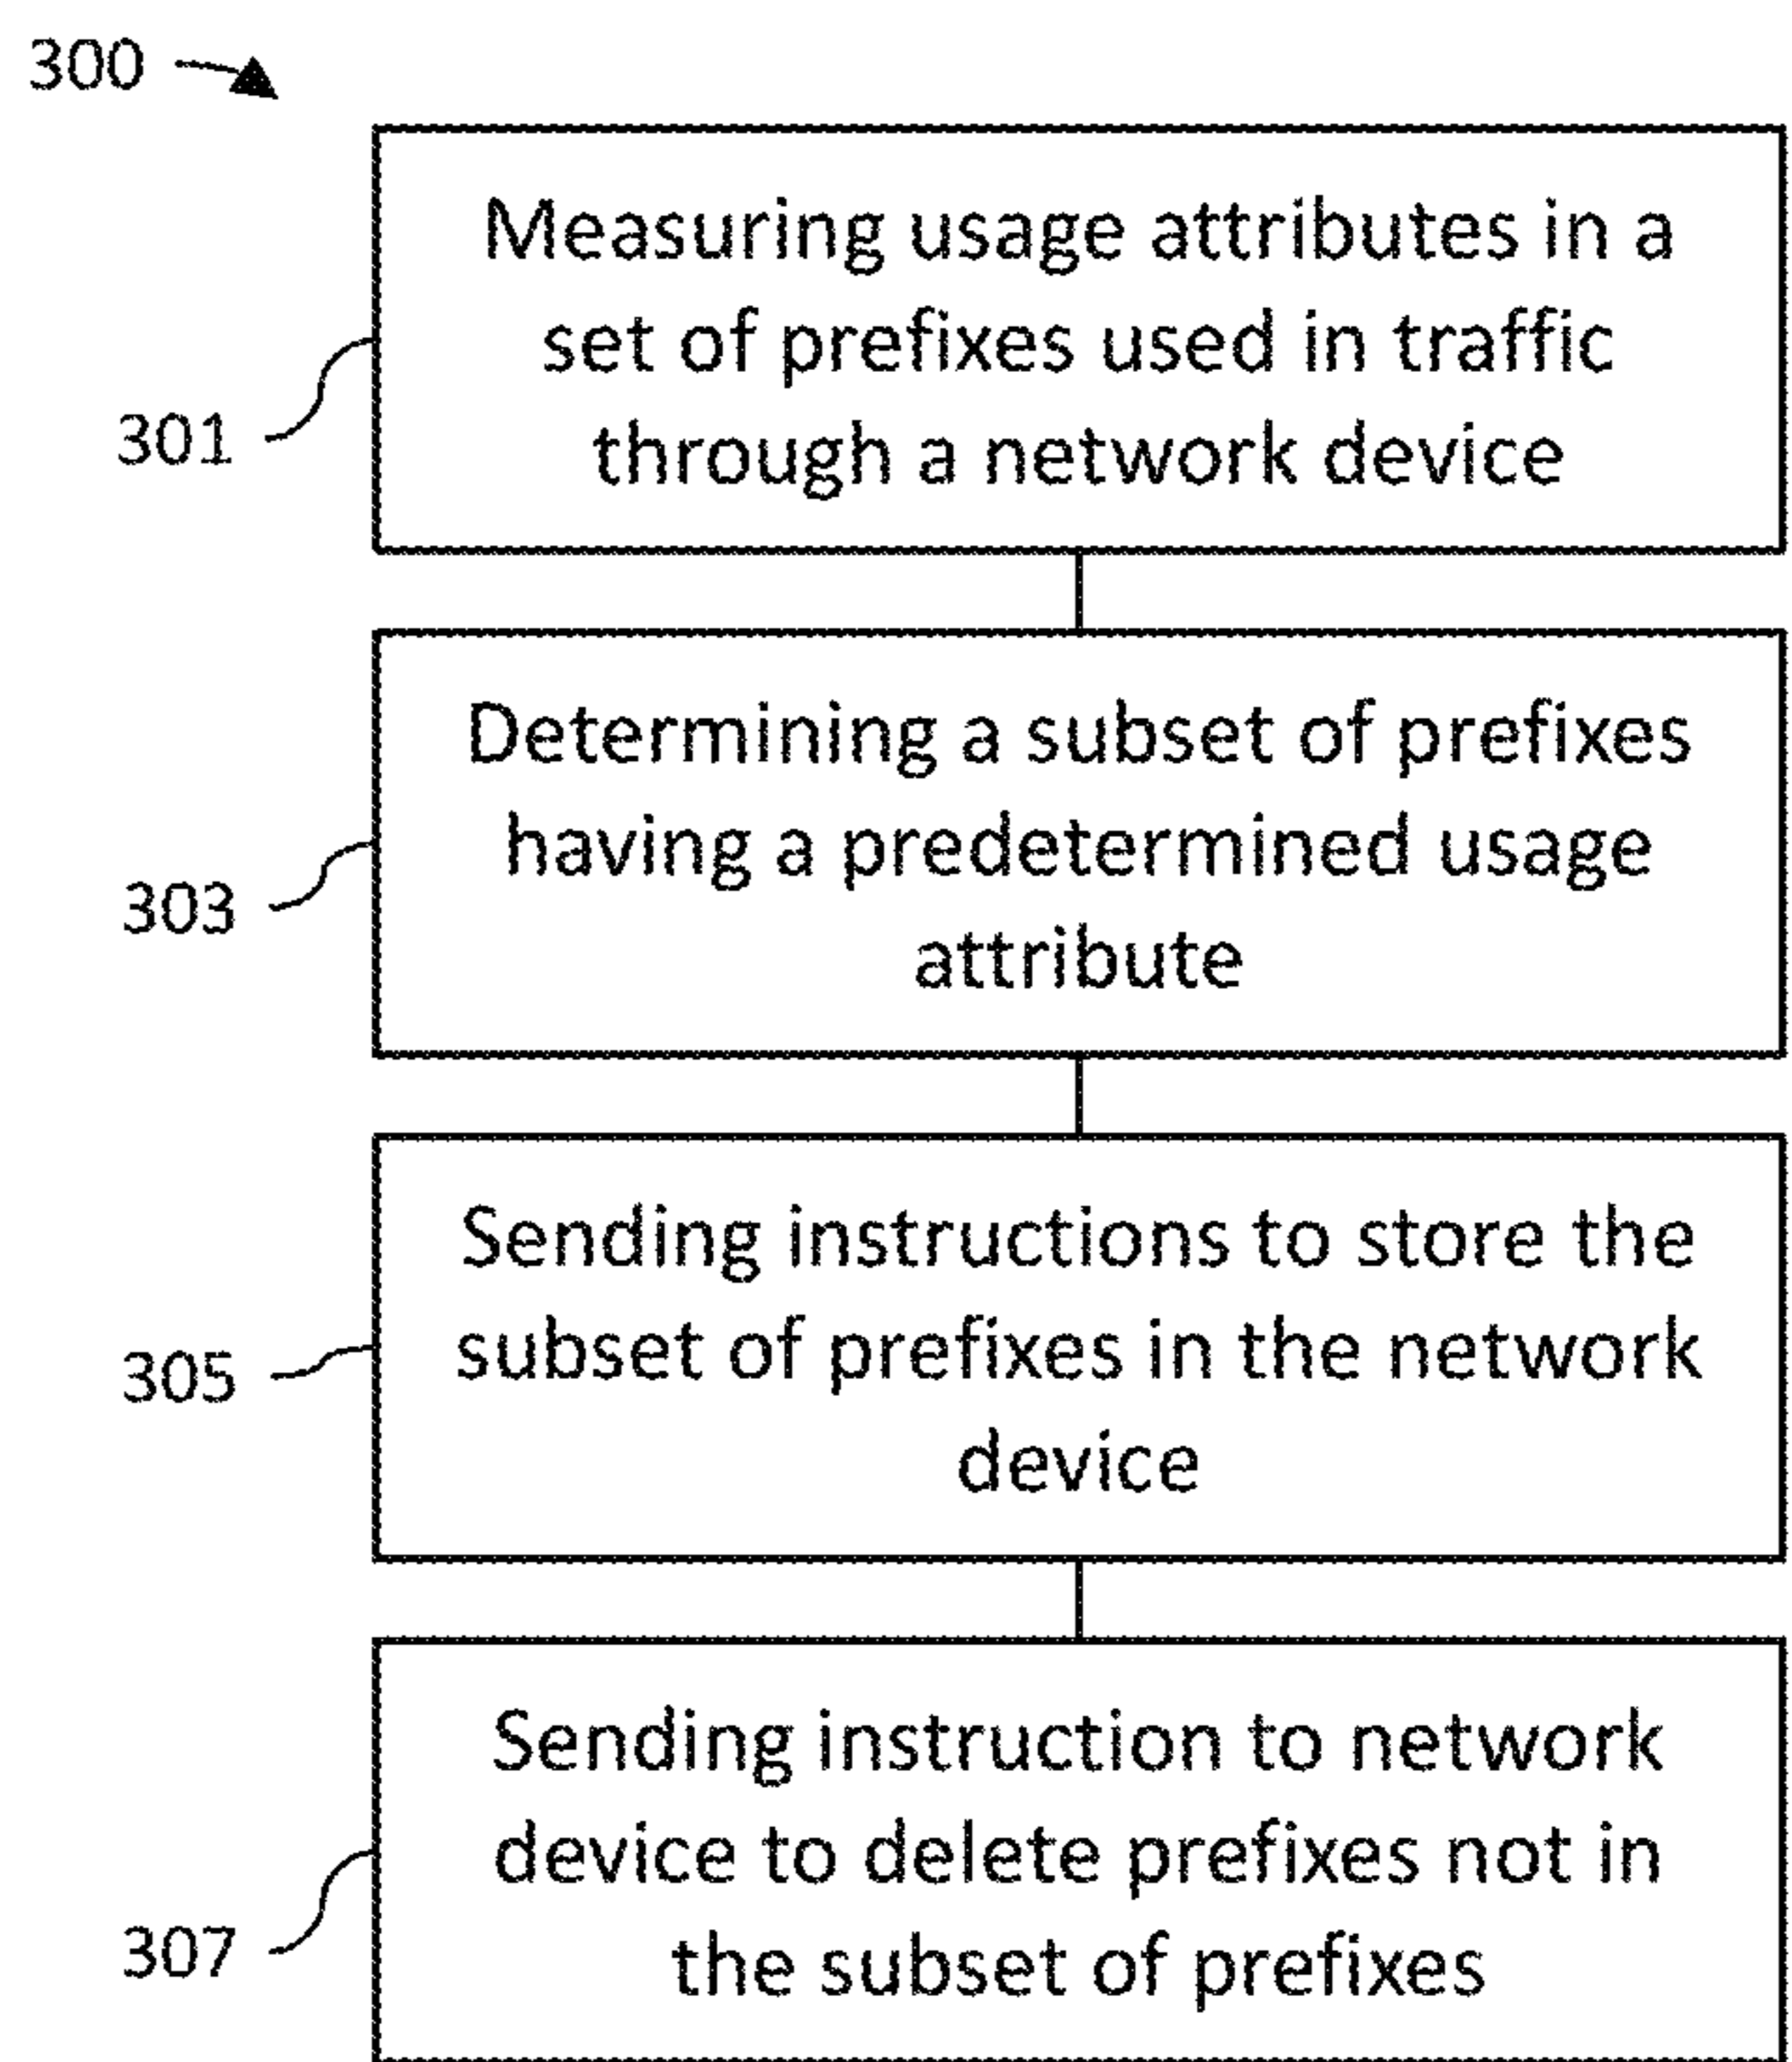 300
Measuring usage attributes in a
set of prefixes used in traffic
through a network device
301
Determining a subset of prefixes
having a predetermined usage
attribute
303
Sending instructions to store the
subset of prefixes in the network
device
305
Sending instruction to network
device to delete prefixes not in
the subset of prefixes
307